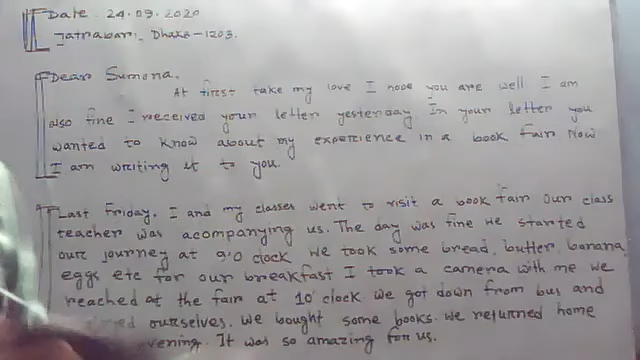 Date 24.09.2020
Jatrabari, Dhaka-1203.
Dear Sumona,
At first take my love I hope you are well I am
also fine I received your letter yesterday In your letter you
wanted to know about my experience in a book fair Now
I am writing it to you.
Last Friday, I and my classes went to visit a book fair our class
teacher was acompanying us. The day was fine we started
our journey at 9'0 clock we took some bread, butter, banana,
eggs etc for our breakfast I took a camera with me we
reached at the fair at 10' clock we got down from bus and
ourselves. we bought some books. we returned home
evening. It was so amazing for us.